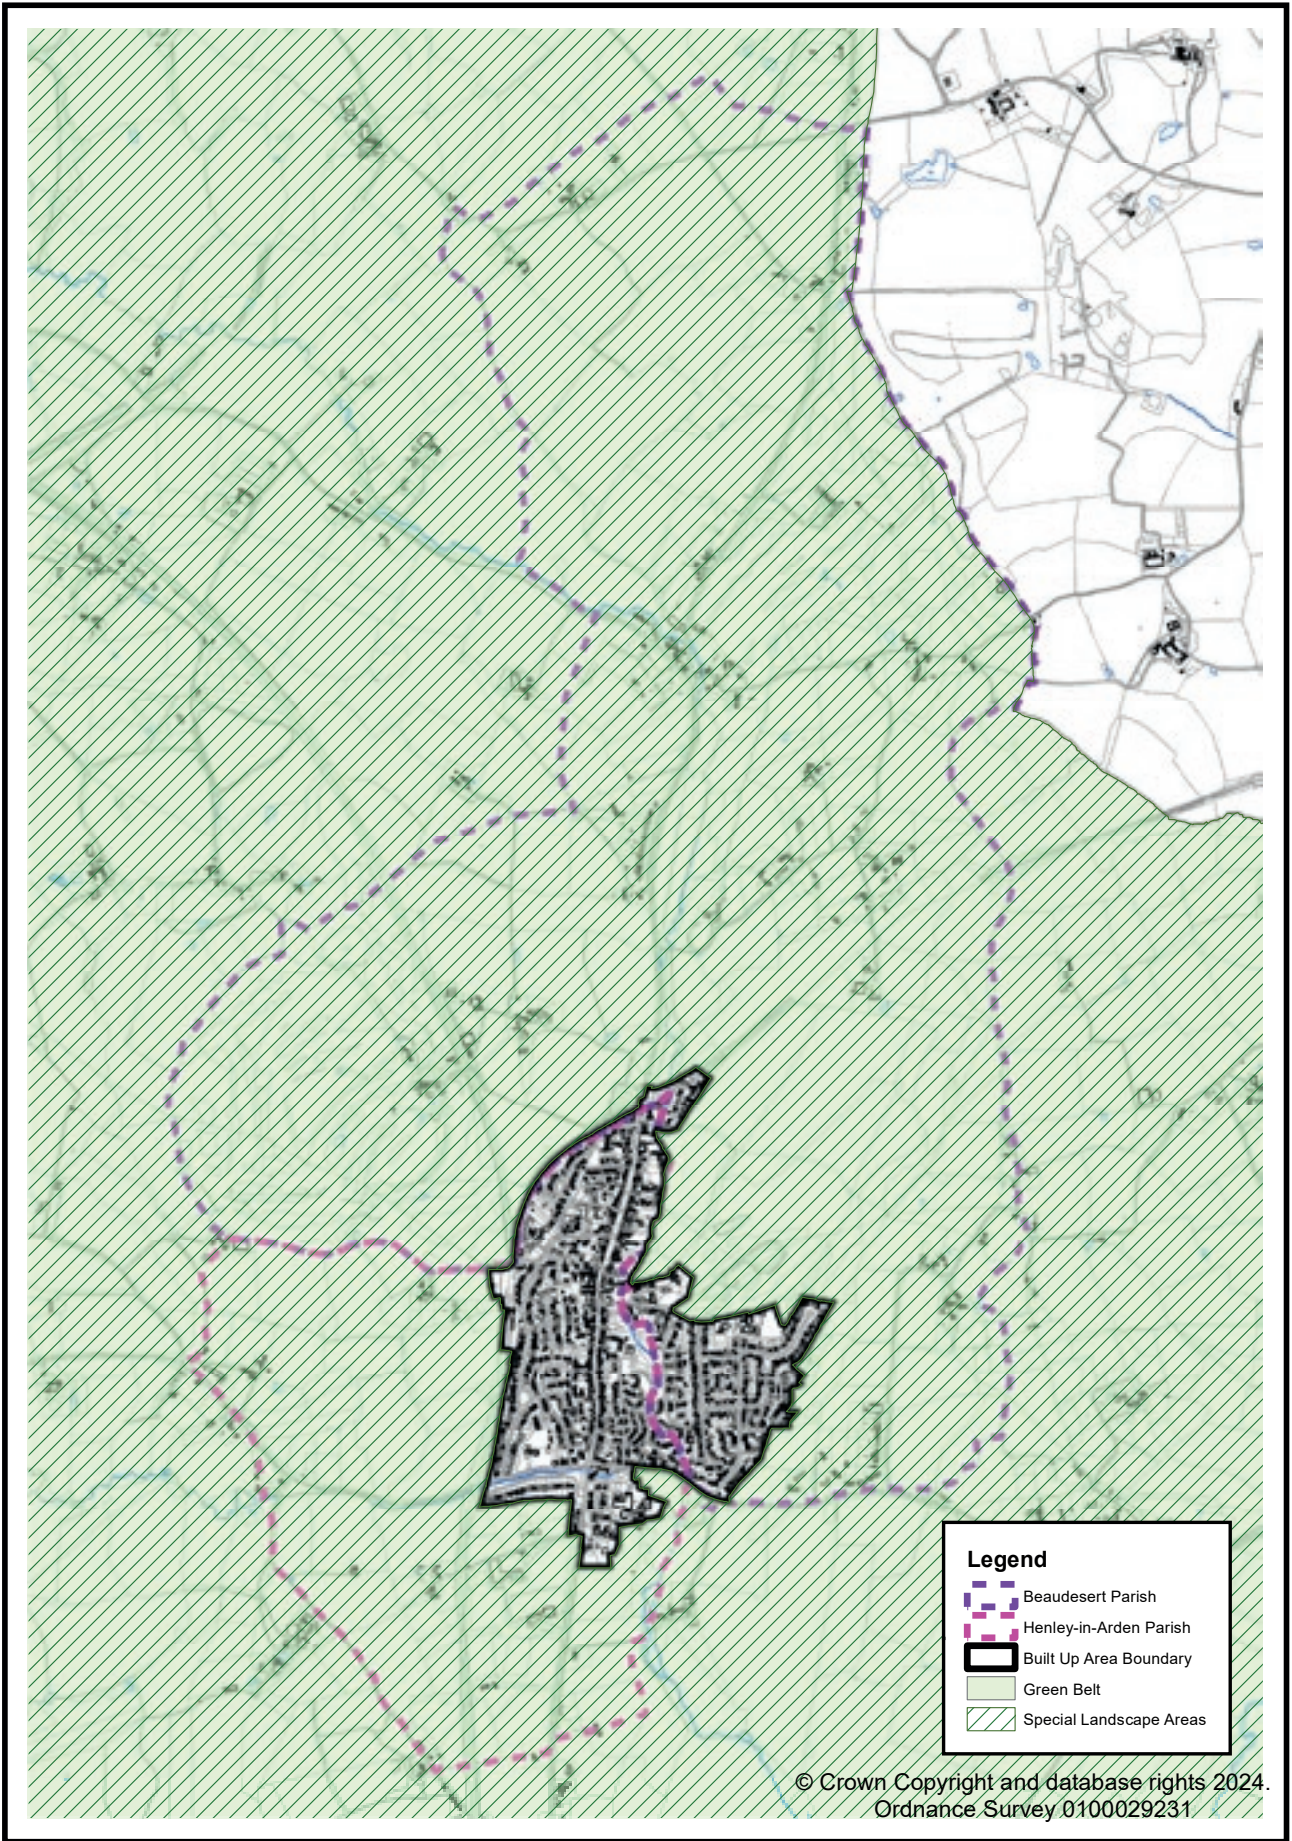 Legend
Beaudesert Parish
Henley-in-Arden Parish
Built Up Area Boundary
Green Belt
Special Landscape Areas
© Crown Copyright and database rights 2024.
Ordnance Survey 0100029231